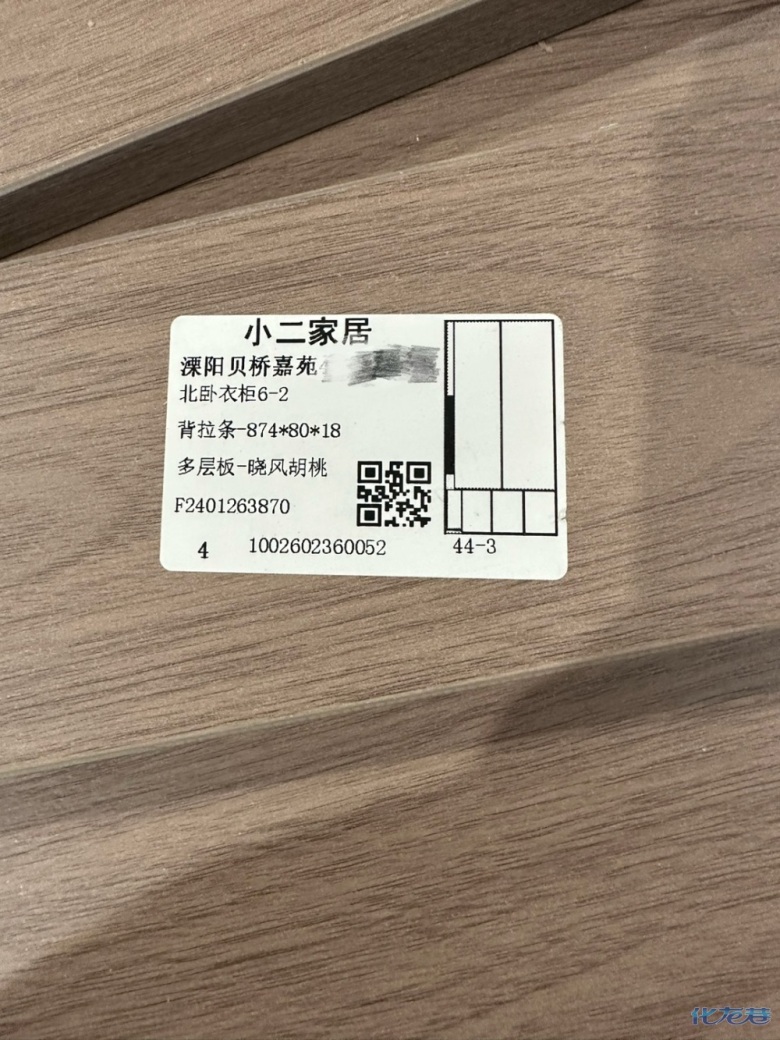 小二家居
溧阳贝桥嘉苑
北卧衣柜6-2
背拉条-874*80*18
多层板-晓风胡桃
F2401263870
4 1002602360052 44-3
化龙巷